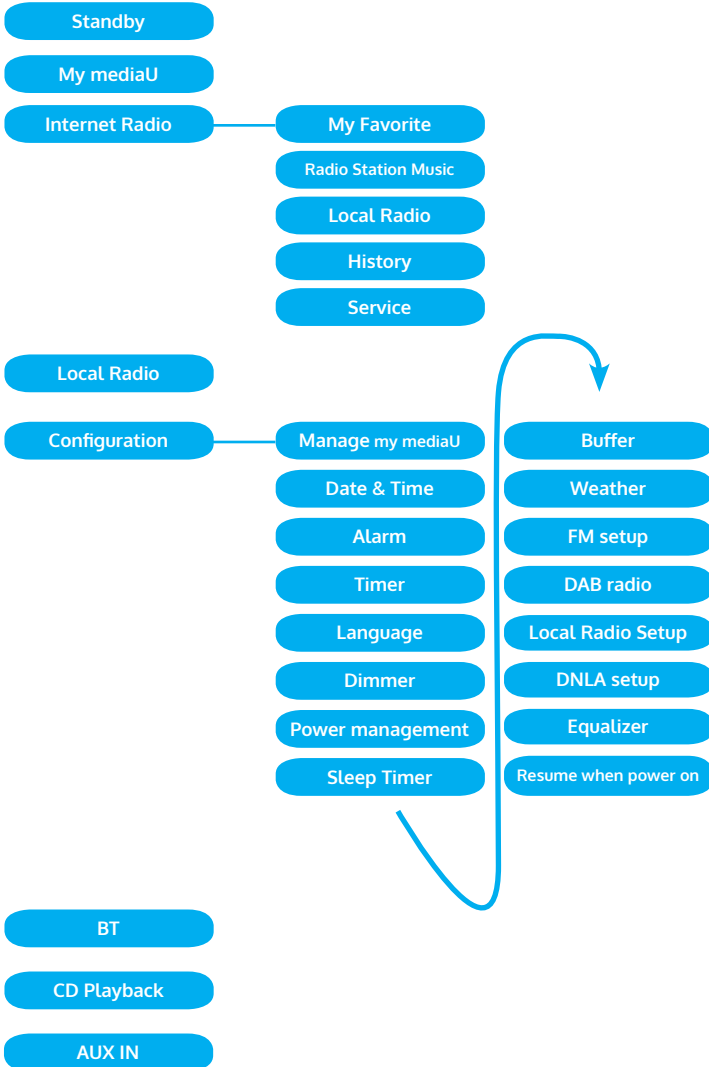 Standby
My mediaU
Internet Radio
My Favorite
Radio Station Music
Local Radio
History
Service
Local Radio
Configuration
Manage my mediaU
Date & Time
Alarm
Timer
Language
Dimmer
Power management
Sleep Timer
Buffer
Weather
FM setup
DAB radio
Local Radio Setup
DNLA setup
Equalizer
Resume when power on
BT
CD Playback
AUX IN